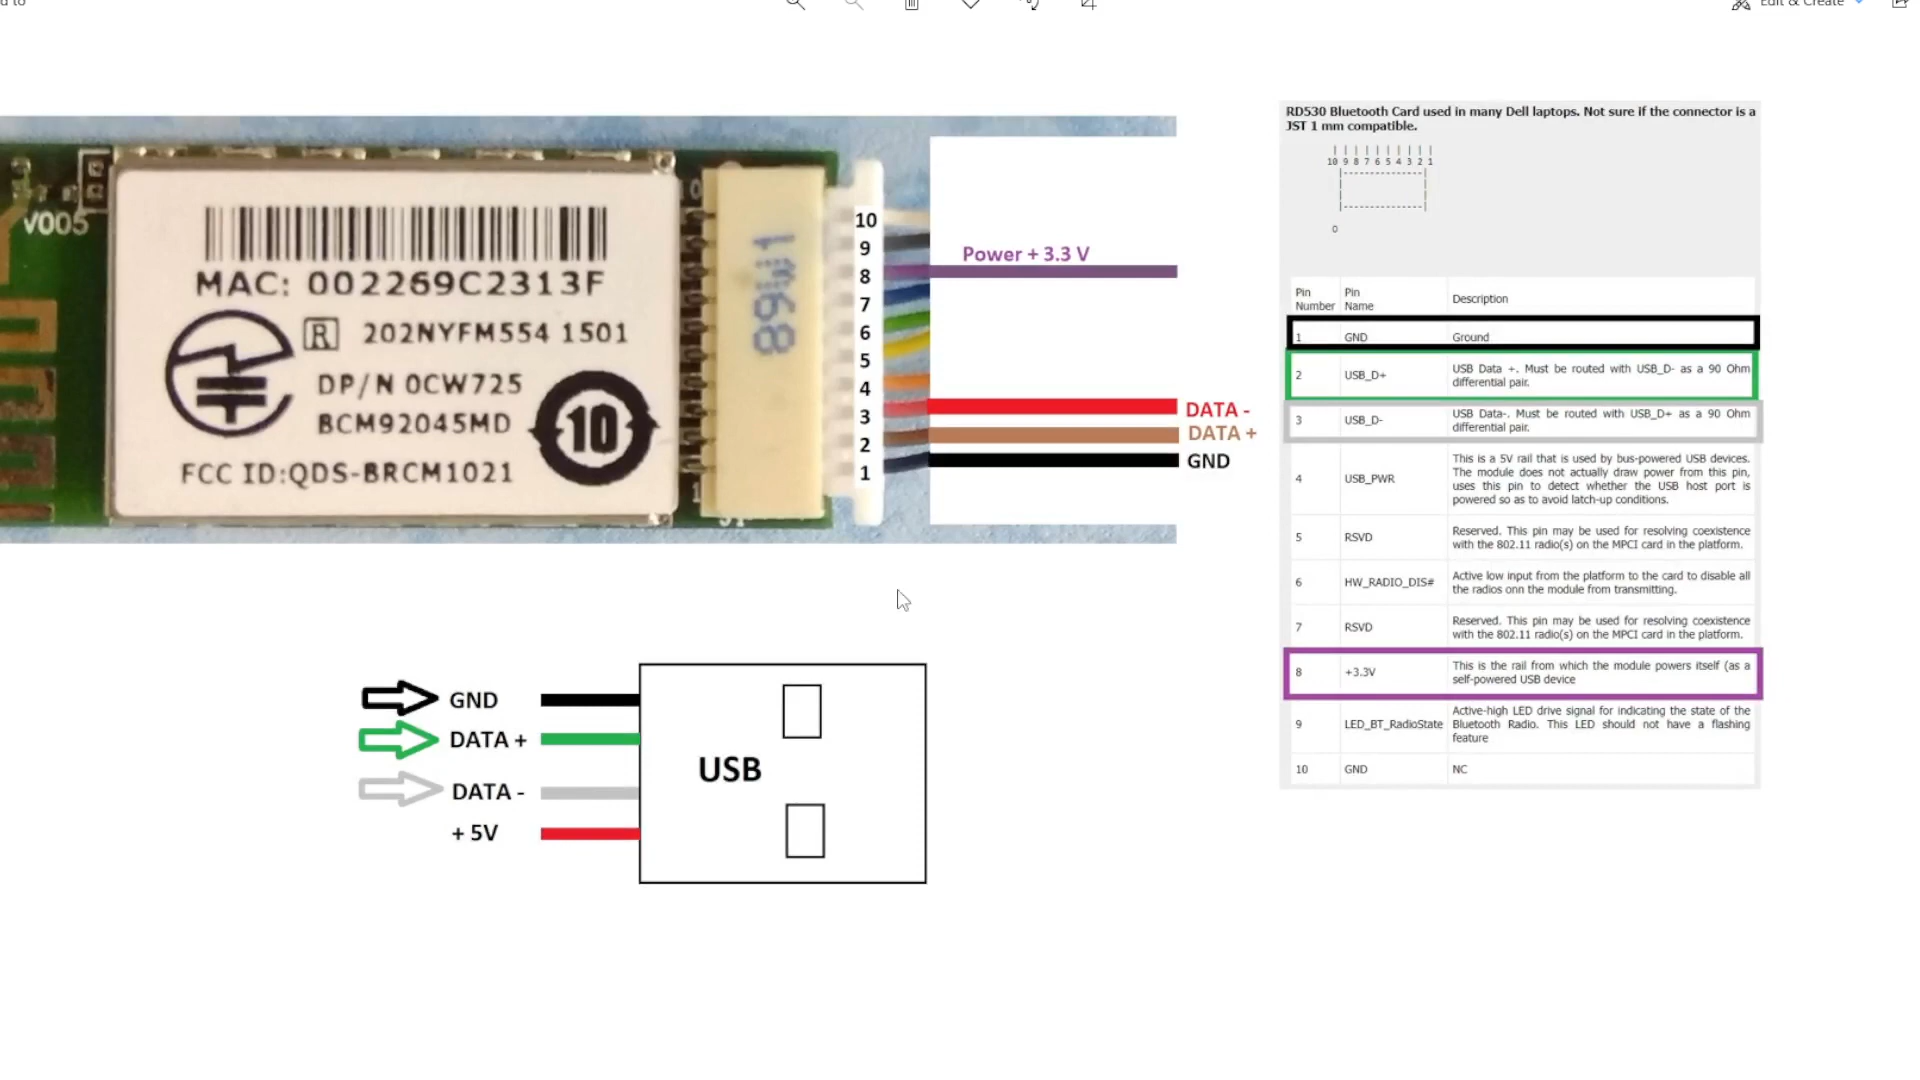 d to
Edit & Create
V005
MAC: 002269C2313F
R 202NYFM554 1501
DP/N 0CW725
BCM92045MD
10
FCC ID:QDS-BRCM1021
89W1
10
9
8
7
6
5
4
3
2
1
Power + 3.3 V
DATA -
DATA +
GND
RD530 Bluetooth Card used in many Dell laptops. Not sure if the connector is a
JST 1 mm compatible.
10 9 8 7 6 5 4 3 2 1
0
Pin Number Pin Name Description
1 GND Ground
2 USB_D+ USB Data +. Must be routed with USB_D- as a 90 Ohm
differential pair.
3 USB_D- USB Data-. Must be routed with USB_D+ as a 90 Ohm
differential pair.
4 USB_PWR This is a 5V rail that is used by bus-powered USB devices.
The module does not actually draw power from this pin,
uses this pin to detect whether the USB host port is
powered so as to avoid latch-up conditions.
5 RSVD Reserved. This pin may be used for resolving coexistence
with the 802.11 radio(s) on the MPCI card in the platform.
6 HW_RADIO_DIS# Active low input from the platform to the card to disable all
the radios onn the module from transmitting.
7 RSVD Reserved. This pin may be used for resolving coexistence
with the 802.11 radio(s) on the MPCI card in the platform.
8 +3.3V This is the rail from which the module powers itself (as a
self-powered USB device
9 LED_BT_RadioState Active-high LED drive signal for indicating the state of the
Bluetooth Radio. This LED should not have a flashing
feature
10 GND NC
GND
DATA +
DATA -
+ 5V
USB